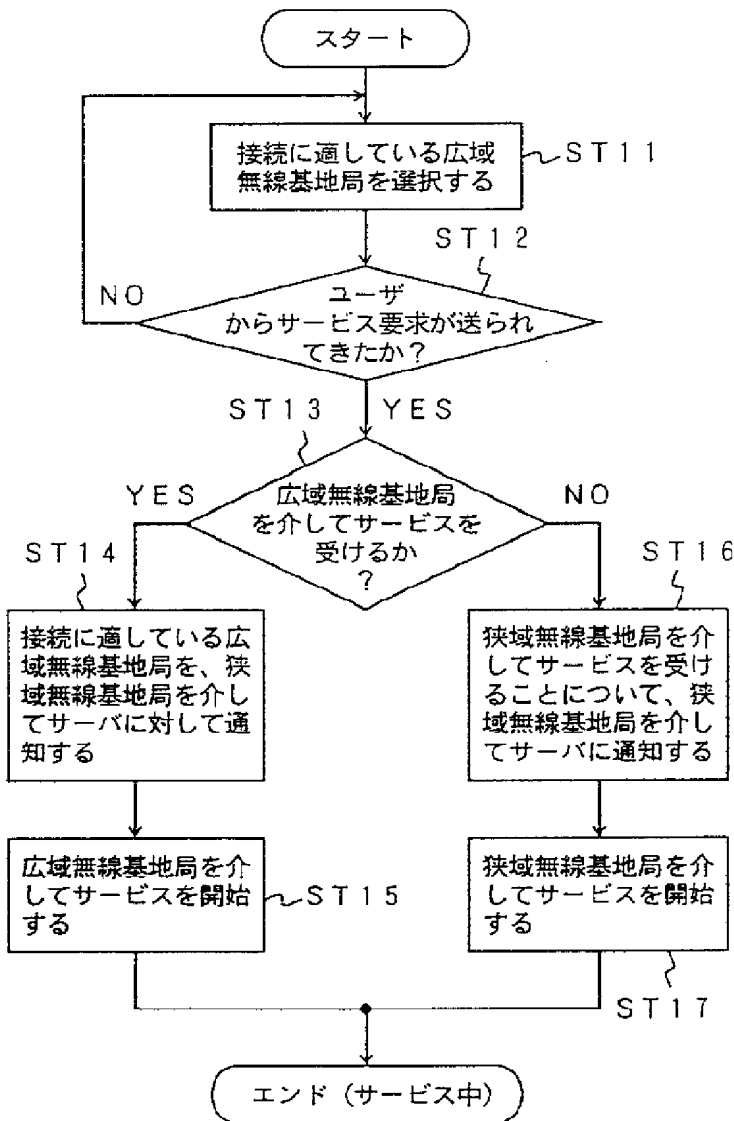 スタート
接続に適している広域
無線基地局を選択する
ST11
ST12
ユーザ
からサービス要求が送られ
てきたか?
NO
YES
ST13
広域無線基地局
を介してサービスを
受けるか
?
YES
NO
ST14
接続に適している広
域無線基地局を、狭
域無線基地局を介し
てサーバに対して通
知する
ST16
狭域無線基地局を介
してサービスを受け
ることについて、狭
域無線基地局を介し
てサーバに通知する
広域無線基地局を介
してサービスを開始
する
ST15
狭域無線基地局を介
してサービスを開始
する
ST17
エンド(サービス中)